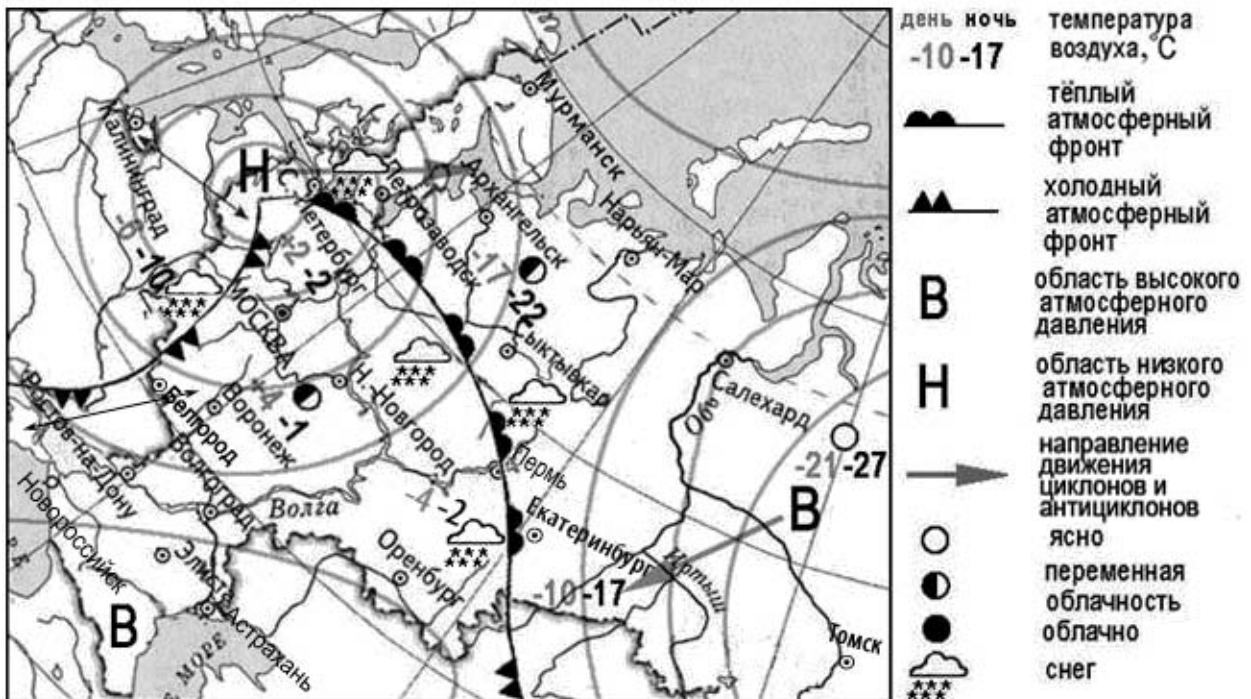 Мурманск
Калининград
Н
С.
Петербург
Петрозаводск
Архангельск
Нарьян-Мар
-6 -10
+2 -2
-17 -22
МОСКВА
Сыктывкар
Салехард
Обь
+4 -1
Н.-Новгород
Белгород
Воронеж
-21 -27
Ростов-на-Дону
Волгоград
Пермь
В
Новороссийск
Волга
-4 -2
Екатеринбург
Иртыш
Элиста
Оренбург
-10 -17
В
Астрахань
МОРЕ
Томск
день ночь
-10 -17
температура
воздуха, °С
тёплый
атмосферный
фронт
холодный
атмосферный
фронт
В
область высокого
атмосферного
давления
Н
область низкого
атмосферного
давления
направление
движения
циклонов и
антициклонов
ясно
переменная
облачность
облачно
снег